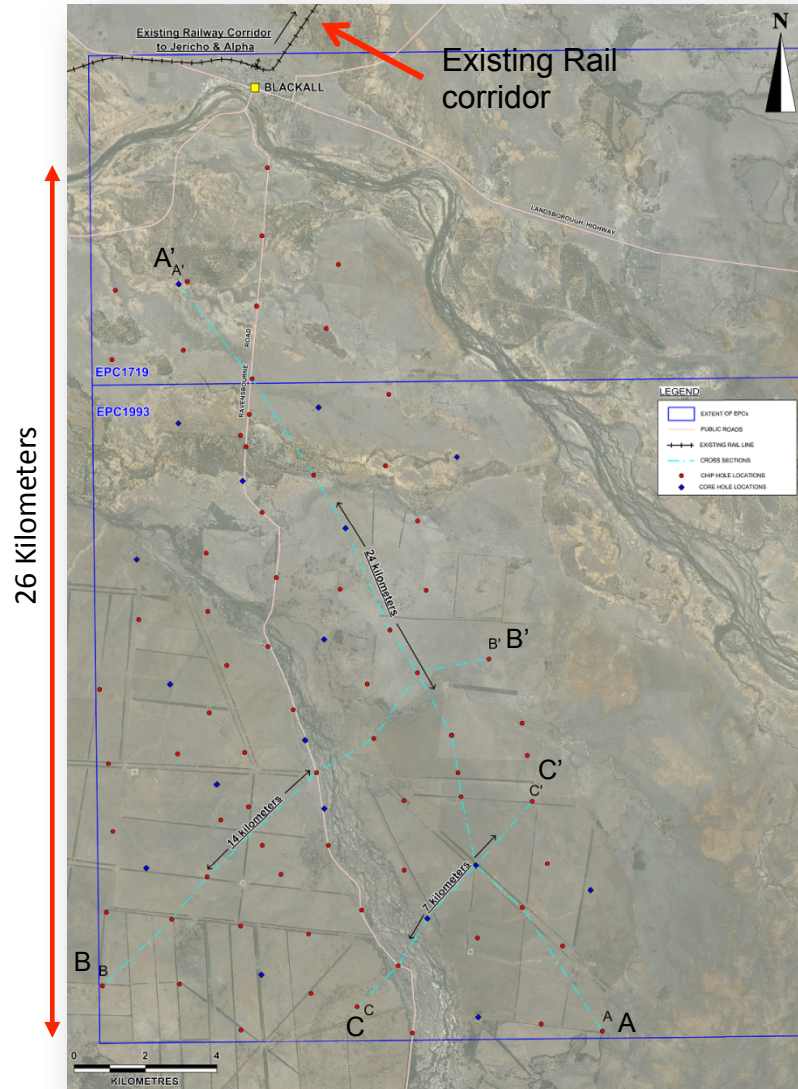 Existing Railway Corridor
to Jericho & Alpha
Existing Rail
corridor
N
BLACKALL
LANDSBOROUGH HIGHWAY
A'
A'
RAVENSBOURNE ROAD
EPC1719
EPC1993
LEGEND
EXTENT OF EPCs
PUBLIC ROADS
EXISTING RAIL LINE
CROSS SECTIONS
CHIP HOLE LOCATIONS
CORE HOLE LOCATIONS
26 Kilometers
24 kilometers
B' B'
C'
C'
14 kilometers
7 kilometers
B B
C C
A A
0 2 4
KILOMETRES